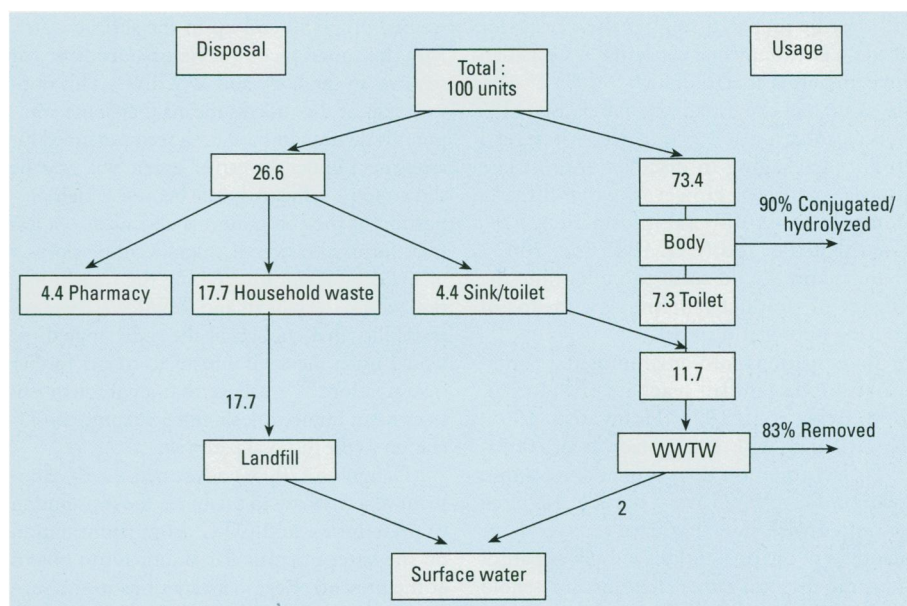 Disposal
Usage
Total :
100 units
26.6
73.4
90% Conjugated/
hydrolyzed
Body
4.4 Pharmacy
17.7 Household waste
4.4 Sink/toilet
7.3 Toilet
11.7
17.7
83% Removed
Landfill
WWTW
2
Surface water